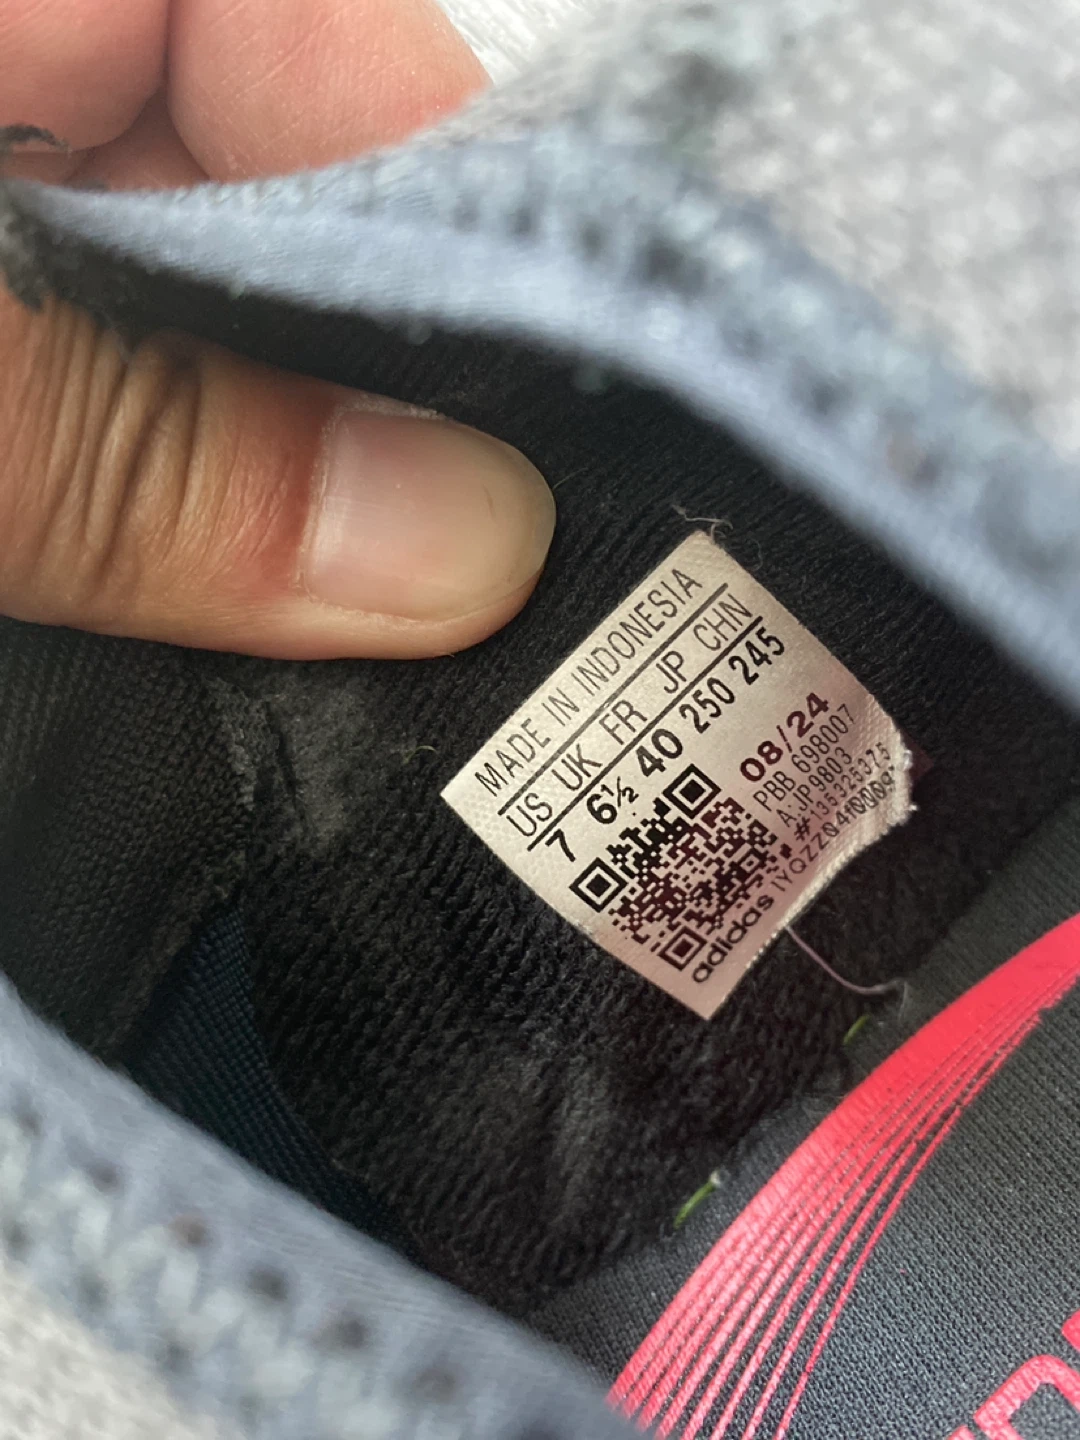 MADE IN INDONESIA
US UK FR JP CHN
7 6½ 40 250 245
08/24
PBB 698007
A:JP9803
#135325375
adidas